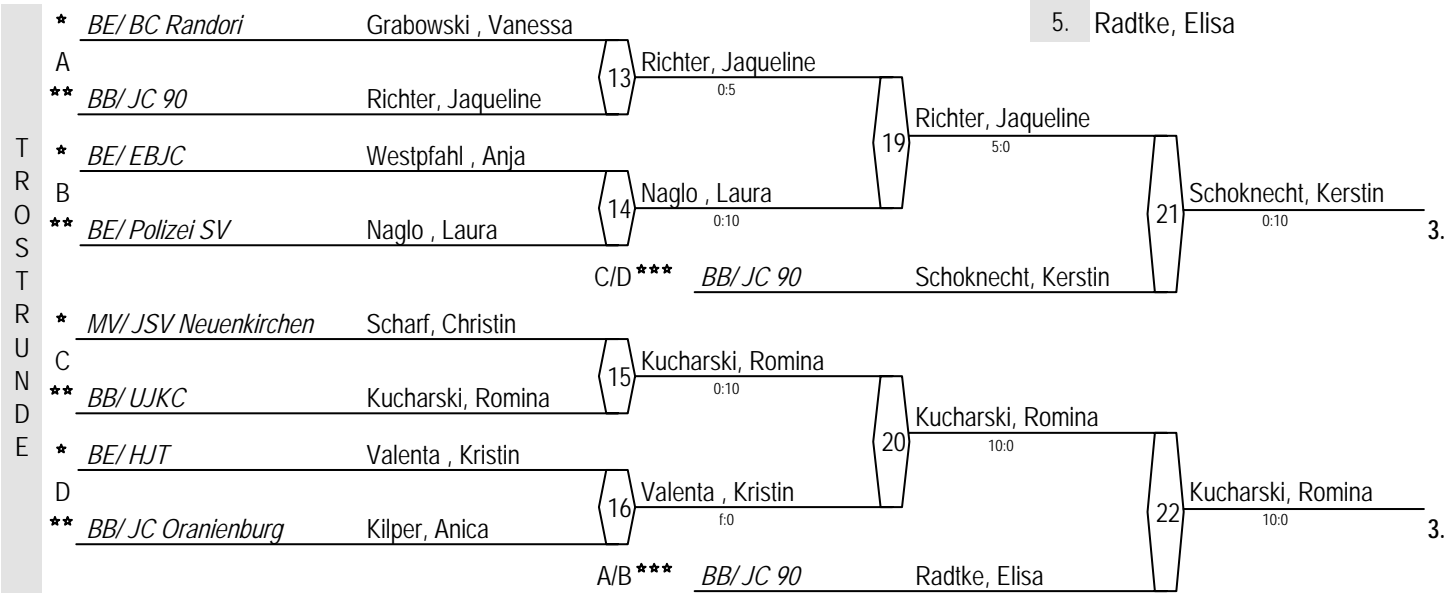 TROSTRUNDE
5. Radtke, Elisa
* BE/ BC Randori Grabowski , Vanessa
A
13 Richter, Jaqueline
0:5
** BB/ JC 90 Richter, Jaqueline
19 Richter, Jaqueline
5:0
* BE/ EBJC Westpfahl , Anja
B
14 Naglo , Laura
0:10
** BE/ Polizei SV Naglo , Laura
21 Schoknecht, Kerstin
0:10
3.
C/D *** BB/ JC 90 Schoknecht, Kerstin
* MV/ JSV Neuenkirchen Scharf, Christin
C
15 Kucharski, Romina
0:10
** BB/ UJKC Kucharski, Romina
20 Kucharski, Romina
10:0
* BE/ HJT Valenta , Kristin
D
16 Valenta , Kristin
f:0
** BB/ JC Oranienburg Kilper, Anica
22 Kucharski, Romina
10:0
3.
A/B *** BB/ JC 90 Radtke, Elisa